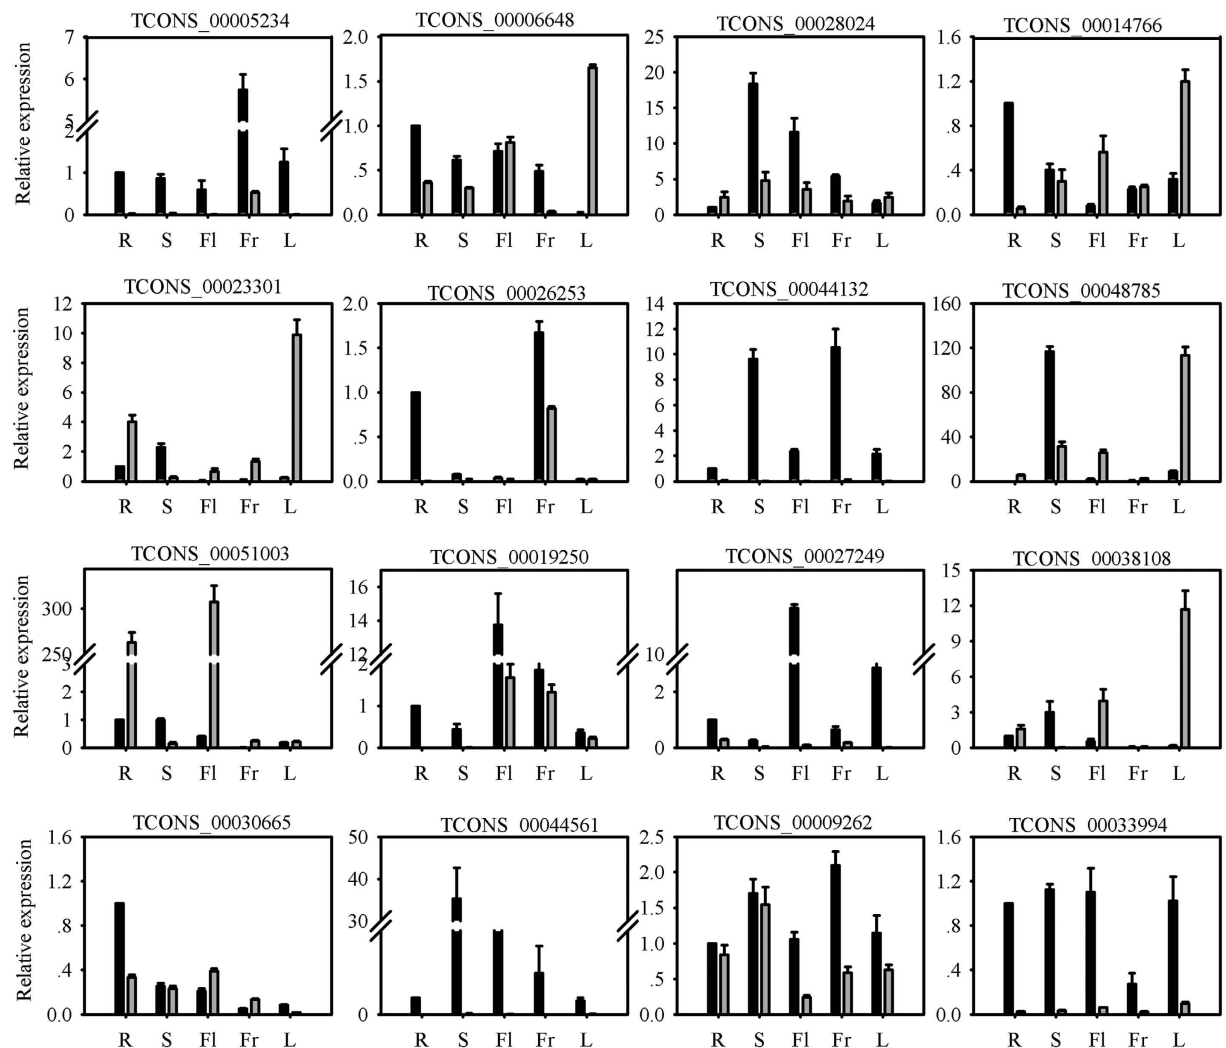 TCONS_00005234
Relative expression
7
6
5
2
1
0
R S Fl Fr L
TCONS_00006648
2.0
1.5
1.0
.5
0.0
R S Fl Fr L
TCONS_00028024
25
20
15
10
5
0
R S Fl Fr L
TCONS_00014766
1.6
1.2
.8
.4
0.0
R S Fl Fr L
TCONS_00023301
Relative expression
12
10
8
6
4
2
0
R S Fl Fr L
TCONS 00026253
2.0
1.5
1.0
.5
0.0
R S Fl Fr L
TCONS_00044132
14
12
10
8
6
4
2
0
R S Fl Fr L
TCONS_00048785
160
120
80
40
0
R S Fl Fr L
TCONS_00051003
Relative expression
300
250
3
2
1
0
R S Fl Fr L
TCONS_00019250
16
14
12
2
1
0
R S Fl Fr L
TCONS_00027249
10
2
0
R S Fl Fr L
TCONS 00038108
15
12
9
6
3
0
R S Fl Fr L
TCONS_00030665
Relative expression
1.6
1.2
.8
.4
0.0
R S Fl Fr L
TCONS 00044561
50
40
30
0
R S Fl Fr L
TCONS_00009262
2.5
2.0
1.5
1.0
.5
0.0
R S Fl Fr L
TCONS 00033994
1.6
1.2
.8
.4
0.0
R S Fl Fr L